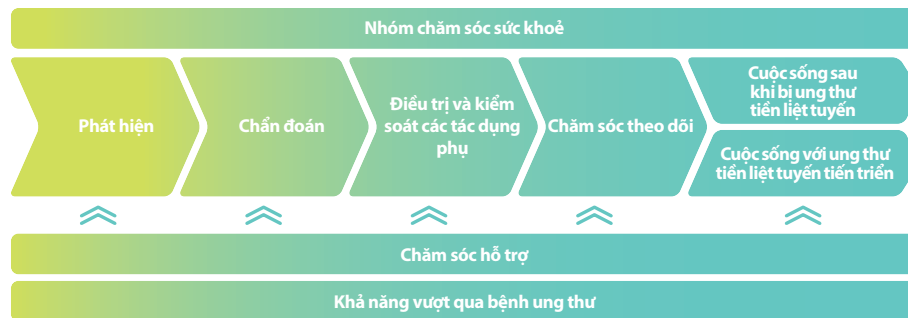 Nhóm chăm sóc sức khoẻ
Phát hiện
Chẩn đoán
Điều trị và kiểm
soát các tác dụng
phụ
Chăm sóc theo dõi
Cuộc sống sau
khi bị ung thư
tiền liệt tuyến
Cuộc sống với ung thư
tiền liệt tuyến tiến triển
Chăm sóc hỗ trợ
Khả năng vượt qua bệnh ung thư